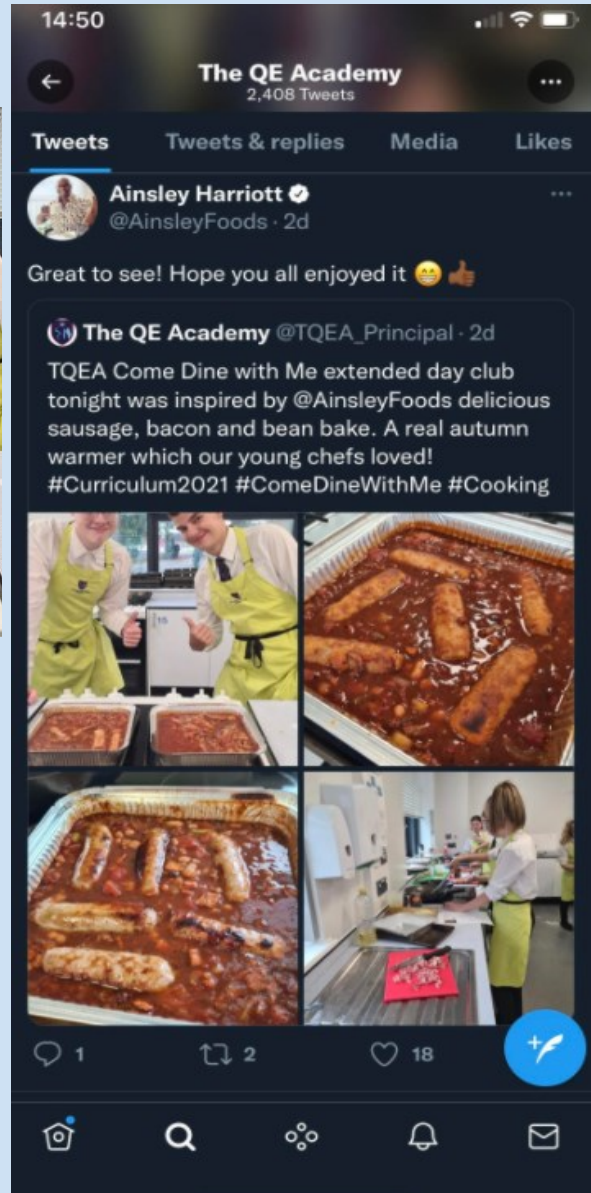 14:50
The QE Academy
2,408 Tweets
Tweets Tweets & replies Media Likes
Ainsley Harriott
@AinsleyFoods · 2d
Great to see! Hope you all enjoyed it 😁 👍🏾
The QE Academy @TQEA_Principal · 2d
TQEA Come Dine with Me extended day club
tonight was inspired by @AinsleyFoods delicious
sausage, bacon and bean bake. A real autumn
warmer which our young chefs loved!
#Curriculum2021 #ComeDineWithMe #Cooking
1 2 18